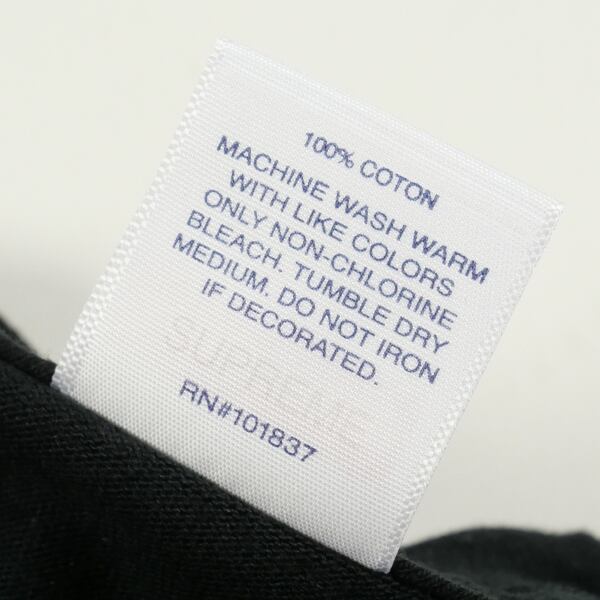 100% COTON
MACHINE WASH WARM
WITH LIKE COLORS
ONLY NON-CHLORINE
BLEACH. TUMBLE DRY
MEDIUM. DO NOT IRON
IF DECORATED.
RN#101837